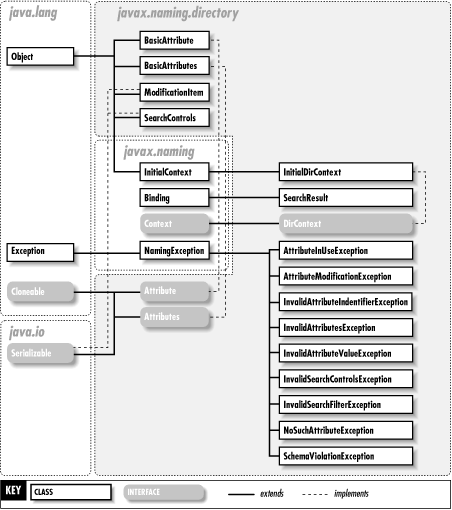 java.lang
javax.naming.directory
Object
BasicAttribute
BasicAttributes
ModificationItem
SearchControls
javax.naming
InitialContext
InitialDirContext
Binding
SearchResult
Context
DirContext
Exception
NamingException
AttributeInUseException
AttributeModificationException
Cloneable
Attribute
InvalidAttributeIndentifierException
Attributes
InvalidAttributesException
java.io
Serializable
InvalidAttributeValueException
InvalidSearchControlsException
InvalidSearchFilterException
NoSuchAttributeException
SchemaViolationException
KEY
CLASS
INTERFACE
extends
implements